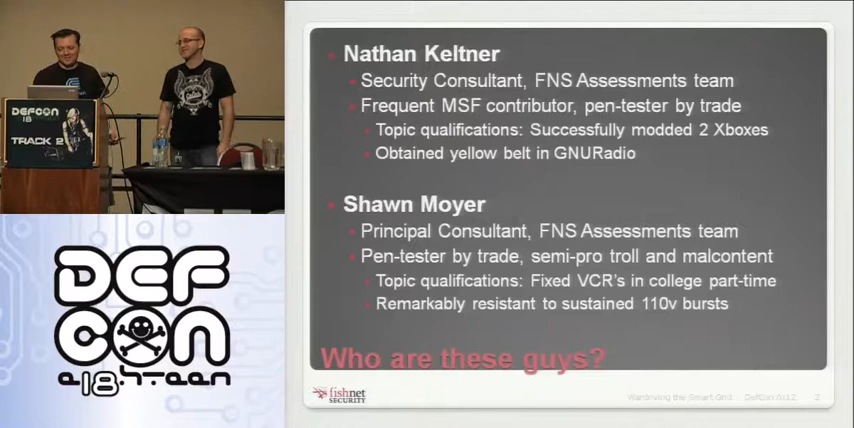 DEFCON
18
TRACK 2
DEF
CON
e18hteen
Nathan Keltner
Security Consultant, FNS Assessments team
Frequent MSF contributor, pen-tester by trade
Topic qualifications: Successfully modded 2 Xboxes
Obtained yellow belt in GNURadio
Shawn Moyer
Principal Consultant, FNS Assessments team
Pen-tester by trade, semi-pro troll and malcontent
Topic qualifications: Fixed VCR's in college part-time
Remarkably resistant to sustained 110v bursts
Who are these guys?
fishnet
SECURITY
Wardriving the Smart Grid DefCon 0x12 2